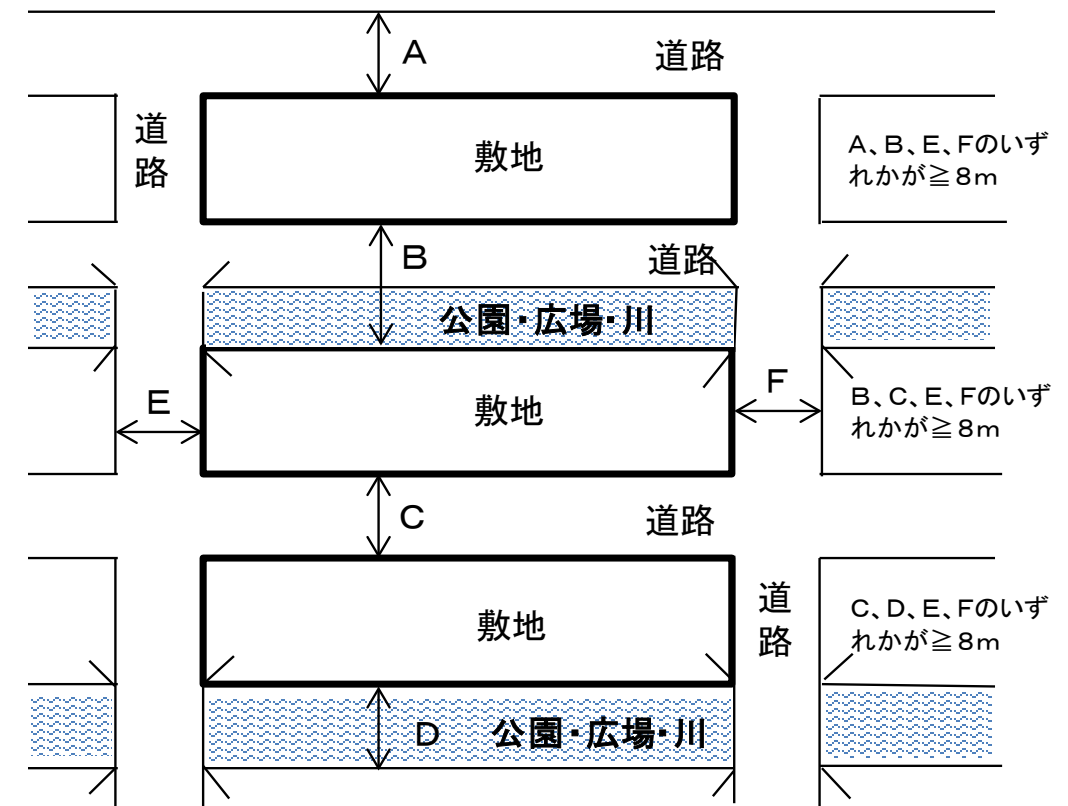 A
道路
道路
敷地
A、B、E、Fのいず
れかが≧8m
B
道路
公園・広場・川
E
敷地
F
B、C、E、Fのいず
れかが≧8m
C
道路
敷地
道路
C、D、E、Fのいず
れかが≧8m
D
公園・広場・川